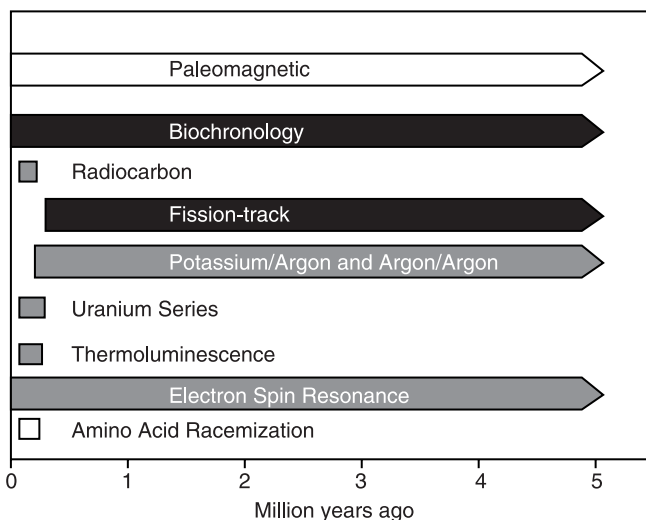 Paleomagnetic
Biochronology
Radiocarbon
Fission-track
Potassium/Argon and Argon/Argon
Uranium Series
Thermoluminescence
Electron Spin Resonance
Amino Acid Racemization
0 1 2 3 4 5
Million years ago